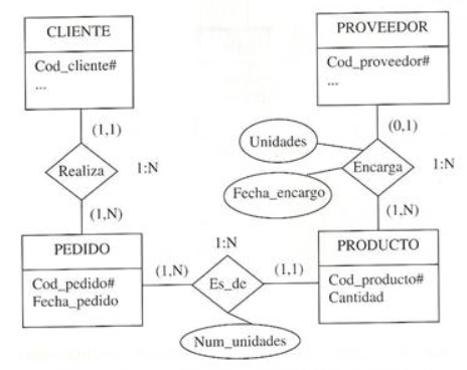 CLIENTE
Cod_cliente#
...
PROVEEDOR
Cod_proveedor#
...
(1,1)
(0,1)
Unidades
Realiza
1:N
Encarga
1:N
Fecha_encargo
(1,N)
(1,N)
PEDIDO
Cod_pedido#
Fecha_pedido
1:N
(1,N)
Es_de
(1,1)
PRODUCTO
Cod_producto#
Cantidad
Num_unidades